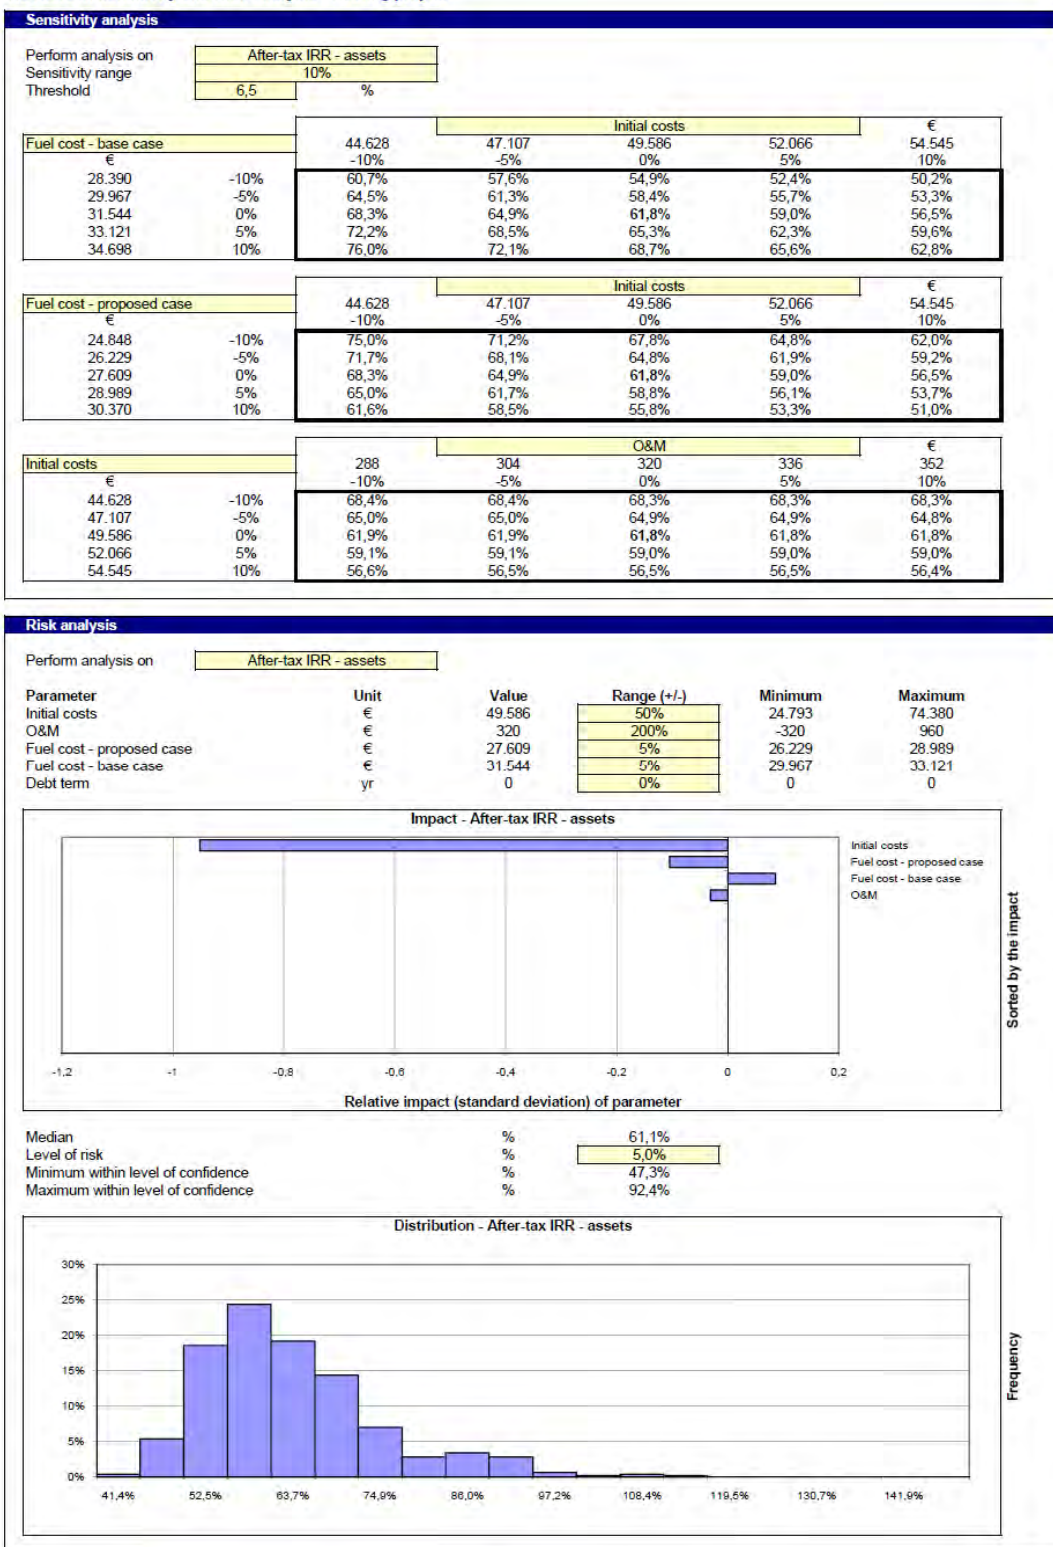 Sensitivity analysis
Perform analysis on After-tax IRR - assets
Sensitivity range 10%
Threshold 6,5 %
Initial costs €
Fuel cost - base case 44.628 47.107 49.586 52.066 54.545
€ -10% -5% 0% 5% 10%
28.390 -10% 60,7% 57,6% 54,9% 52,4% 50,2%
29.967 -5% 64,5% 61,3% 58,4% 55,7% 53,3%
31.544 0% 68,3% 64,9% 61,8% 59,0% 56,5%
33.121 5% 72,2% 68,5% 65,3% 62,3% 59,6%
34.698 10% 76,0% 72,1% 68,7% 65,6% 62,8%
Initial costs €
Fuel cost - proposed case 44.628 47.107 49.586 52.066 54.545
€ -10% -5% 0% 5% 10%
24.848 -10% 75,0% 71,2% 67,8% 64,8% 62,0%
26.229 -5% 71,7% 68,1% 64,8% 61,9% 59,2%
27.609 0% 68,3% 64,9% 61,8% 59,0% 56,5%
28.989 5% 65,0% 61,7% 58,8% 56,1% 53,7%
30.370 10% 61,6% 58,5% 55,8% 53,3% 51,0%
O&M €
Initial costs 288 304 320 336 352
€ -10% -5% 0% 5% 10%
44.628 -10% 68,4% 68,4% 68,3% 68,3% 68,3%
47.107 -5% 65,0% 65,0% 64,9% 64,9% 64,8%
49.586 0% 61,9% 61,9% 61,8% 61,8% 61,8%
52.066 5% 59,1% 59,1% 59,0% 59,0% 59,0%
54.545 10% 56,6% 56,5% 56,5% 56,5% 56,4%
Risk analysis
Perform analysis on After-tax IRR - assets
Parameter Unit Value Range (+/-) Minimum Maximum
Initial costs € 49.586 50% 24.793 74.380
O&M € 320 200% -320 960
Fuel cost - proposed case € 27.609 5% 26.229 28.989
Fuel cost - base case € 31.544 5% 29.967 33.121
Debt term yr 0 0% 0 0
Impact - After-tax IRR - assets
Initial costs
Fuel cost - proposed case
Fuel cost - base case
O&M
Sorted by the impact
-1,2 -1 -0,8 -0,6 -0,4 -0,2 0 0,2
Relative impact (standard deviation) of parameter
Median % 61,1%
Level of risk % 5,0%
Minimum within level of confidence % 47,3%
Maximum within level of confidence % 92,4%
Distribution - After-tax IRR - assets
30%
25%
20%
15%
10%
5%
0%
Frequency
41,4% 52,5% 63,7% 74,9% 86,0% 97,2% 108,4% 119,5% 130,7% 141,9%